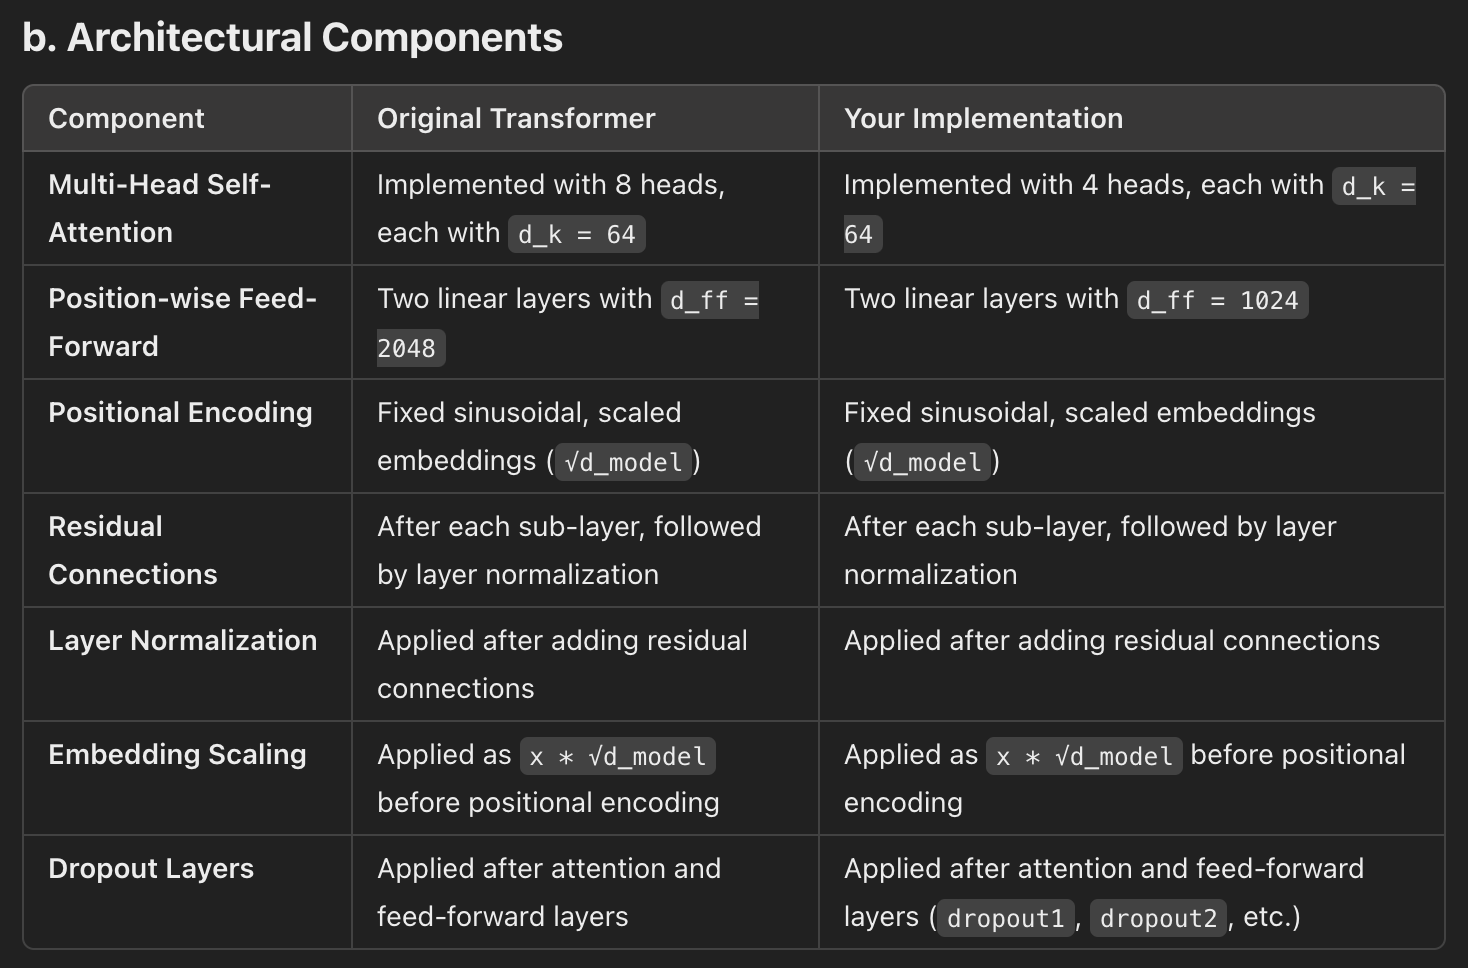 b. Architectural Components
Component
Original Transformer
Your Implementation
Multi-Head Self-
Attention
Implemented with 8 heads,
each with d_k = 64
Implemented with 4 heads, each with d_k =
64
Position-wise Feed-
Forward
Two linear layers with d_ff =
2048
Two linear layers with d_ff = 1024
Positional Encoding
Fixed sinusoidal, scaled
embeddings (√d_model)
Fixed sinusoidal, scaled embeddings
(√d_model)
Residual
Connections
After each sub-layer, followed
by layer normalization
After each sub-layer, followed by layer
normalization
Layer Normalization
Applied after adding residual
connections
Applied after adding residual connections
Embedding Scaling
Applied as x * √d_model
before positional encoding
Applied as x * √d_model before positional
encoding
Dropout Layers
Applied after attention and
feed-forward layers
Applied after attention and feed-forward
layers (dropout1, dropout2, etc.)